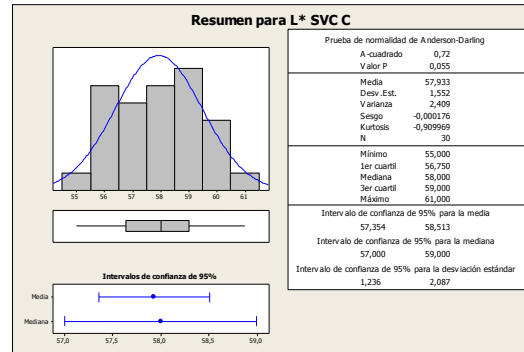 Resumen para L* SVC C
55 56 57 58 59 60 61
Intervalos de confianza de 95%
Media
Mediana
57,0 57,5 58,0 58,5 59,0
Prueba de normalidad de Anderson-Darling
A-cuadrado 0,72
Valor P 0,055
Media 57,933
Desv.Est. 1,552
Varianza 2,409
Sesgo -0,000176
Kurtosis -0,909969
N 30
Mínimo 55,000
1er cuartil 56,750
Mediana 58,000
3er cuartil 59,000
Máximo 61,000
Intervalo de confianza de 95% para la media
57,354 58,513
Intervalo de confianza de 95% para la mediana
57,000 59,000
Intervalo de confianza de 95% para la desviación estándar
1,236 2,087